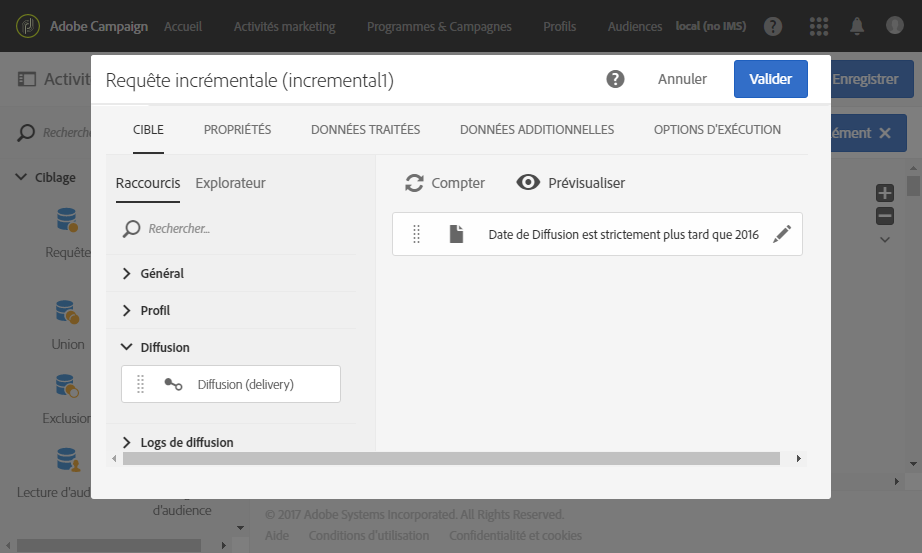 Adobe Campaign Accueil Activités marketing Programmes & Campagnes Profils Audiences local (no IMS)
Requête incrémentale (incremental1) Annuler Valider
Enregistrer
CIBLE PROPRIÉTÉS DONNÉES TRAITÉES DONNÉES ADDITIONNELLES OPTIONS D'EXÉCUTION
Ciblage
Raccourcis Explorateur Compter Prévisualiser
Rechercher...
Date de Diffusion est strictement plus tard que 2016
Requête
Général
Profil
Union
Diffusion
Diffusion (delivery)
Exclusion
Logs de diffusion
Lecture d'aud
d'audience
© 2017 Adobe Systems Incorporated. All Rights Reserved.
Aide Conditions d'utilisation Confidentialité et cookies